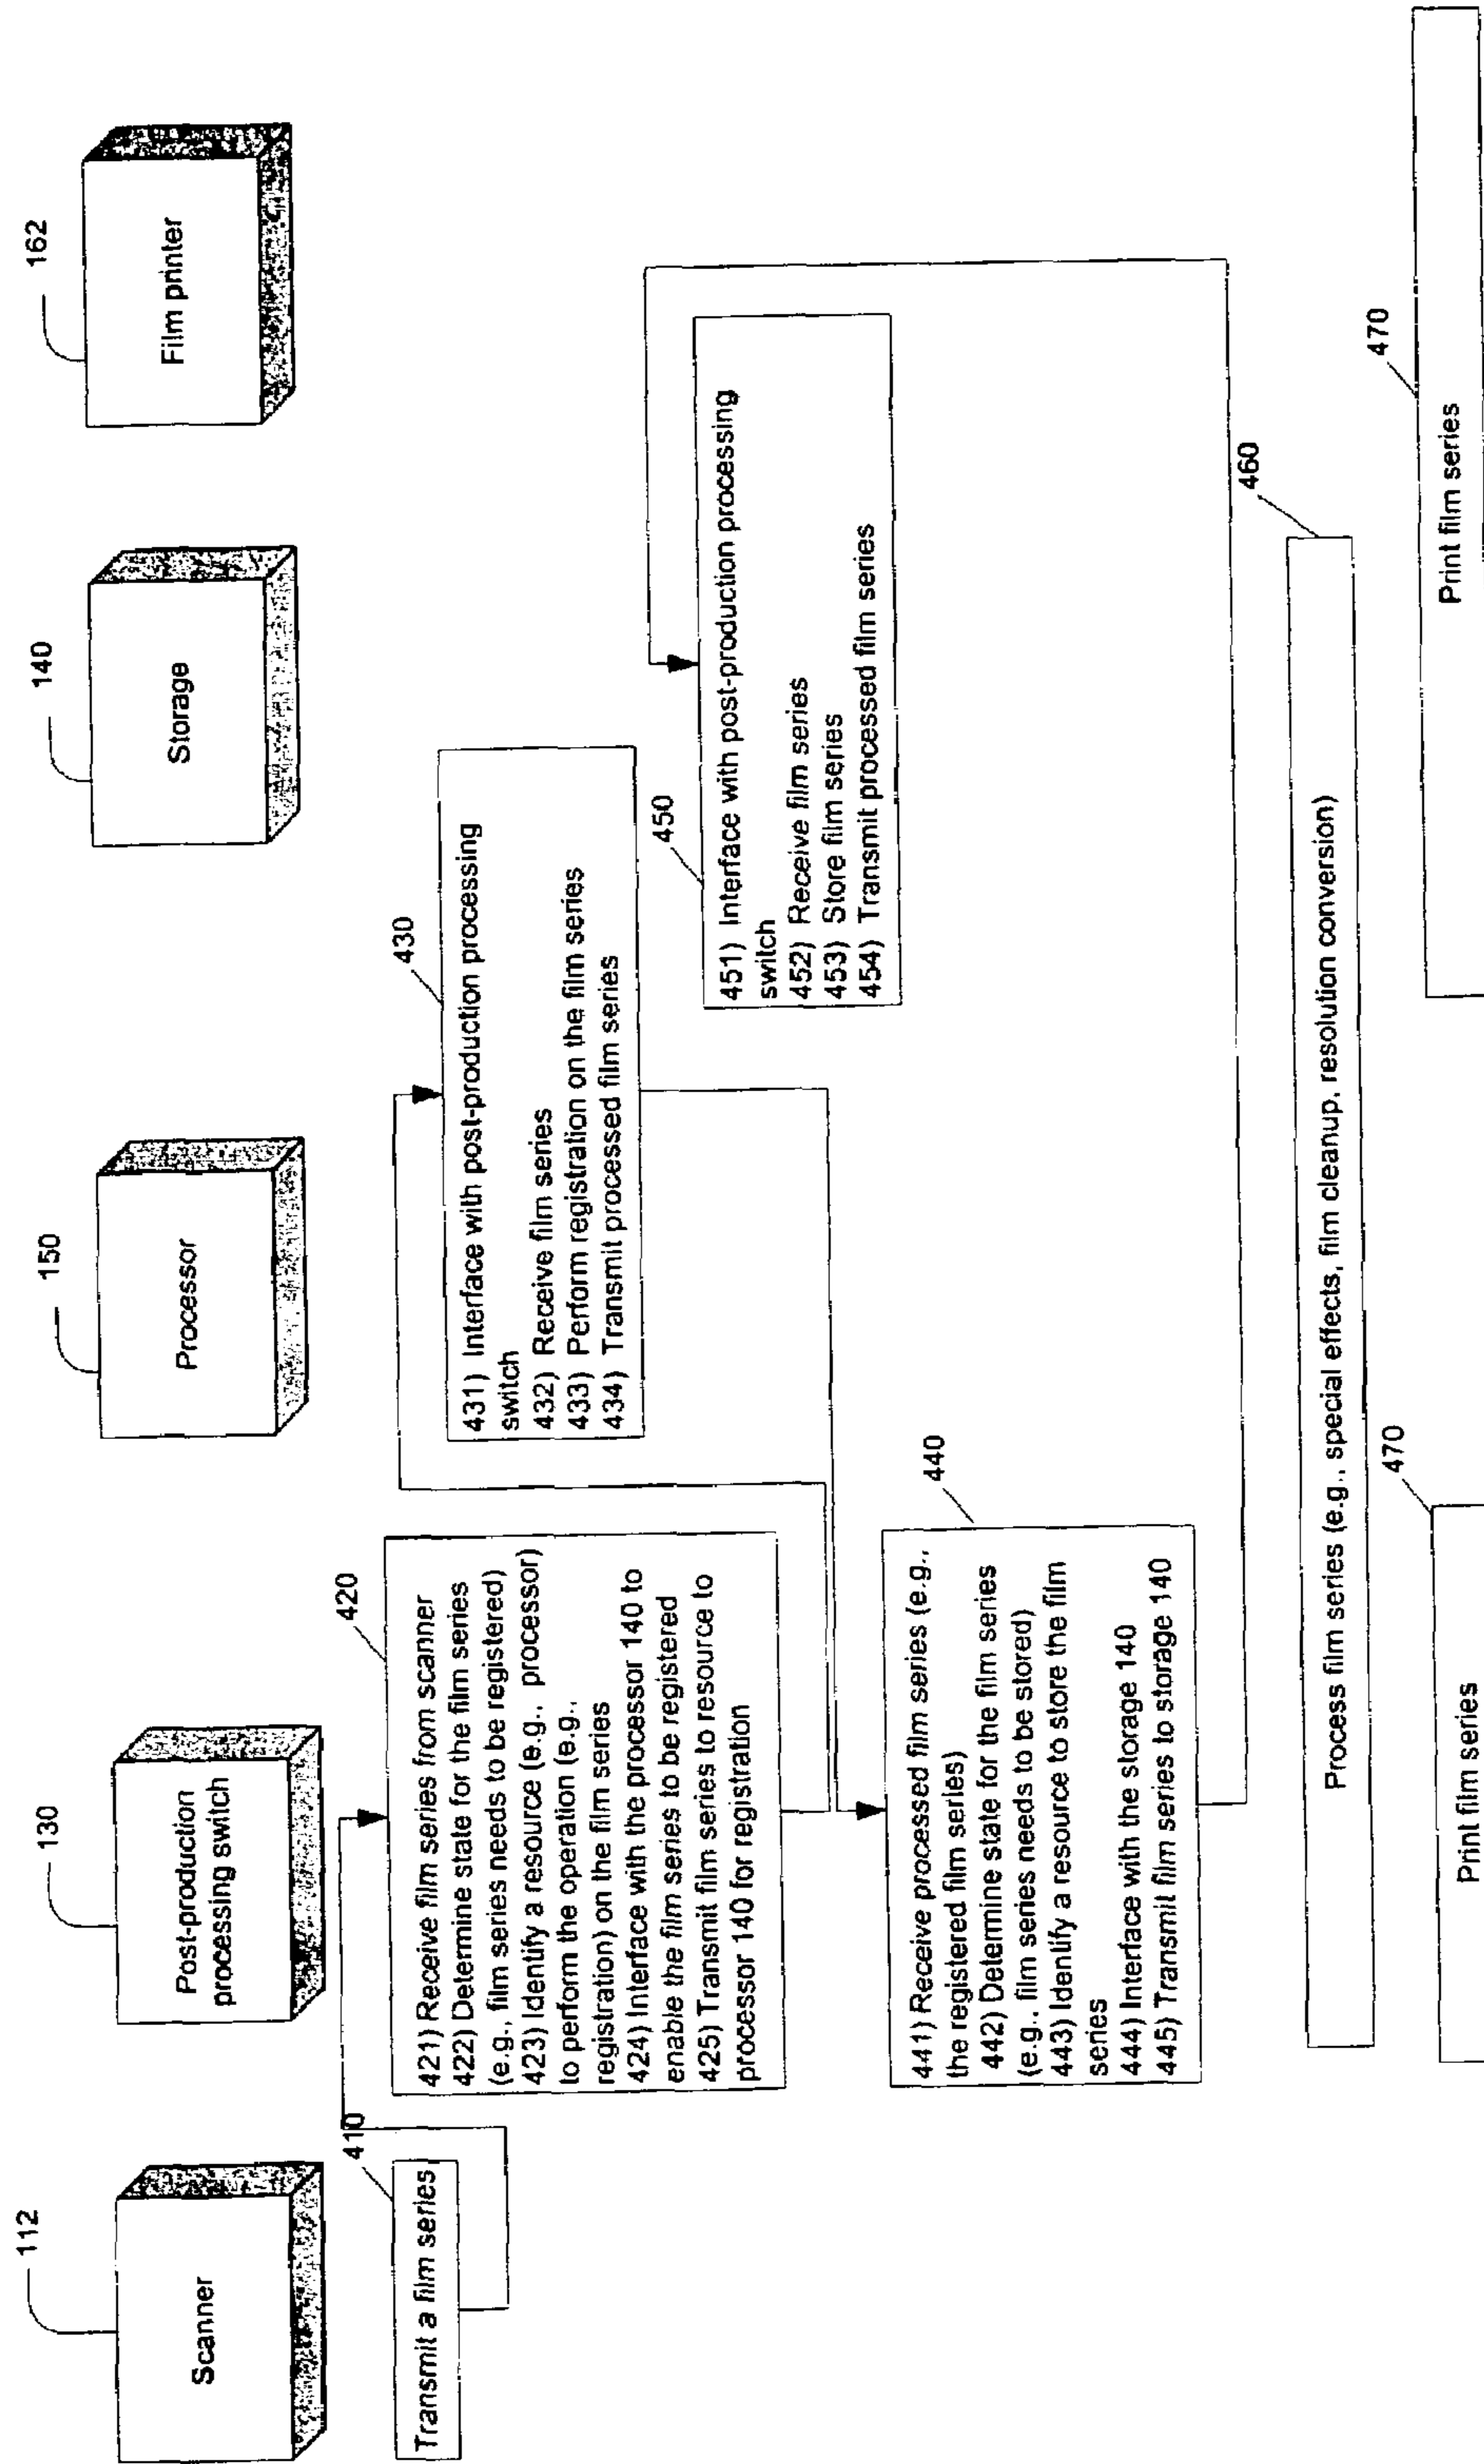 112
Scanner
130
Post-production
processing switch
150
Processor
140
Storage
162
Film printer
410
Transmit a film series
420
421) Receive film series from scanner
422) Determine state for the film series
(e.g., film series needs to be registered)
423) Identify a resource (e.g., processor)
to perform the operation (e.g.,
registration) on the film series
424) Interface with the processor 140 to
enable the film series to be registered
425) Transmit film series to resource to
processor 140 for registration
430
431) Interface with post-production processing
switch
432) Receive film series
433) Perform registration on the film series
434) Transmit processed film series
440
441) Receive processed film series (e.g.,
the registered film series)
442) Determine state for the film series
(e.g., film series needs to be stored)
443) Identify a resource to store the film
series
444) Interface with the storage 140
445) Transmit film series to storage 140
450
451) Interface with post-production processing
switch
452) Receive film series
453) Store film series
454) Transmit processed film series
460
Process film series (e.g., special effects, film cleanup, resolution conversion)
470
Print film series
470
Print film series